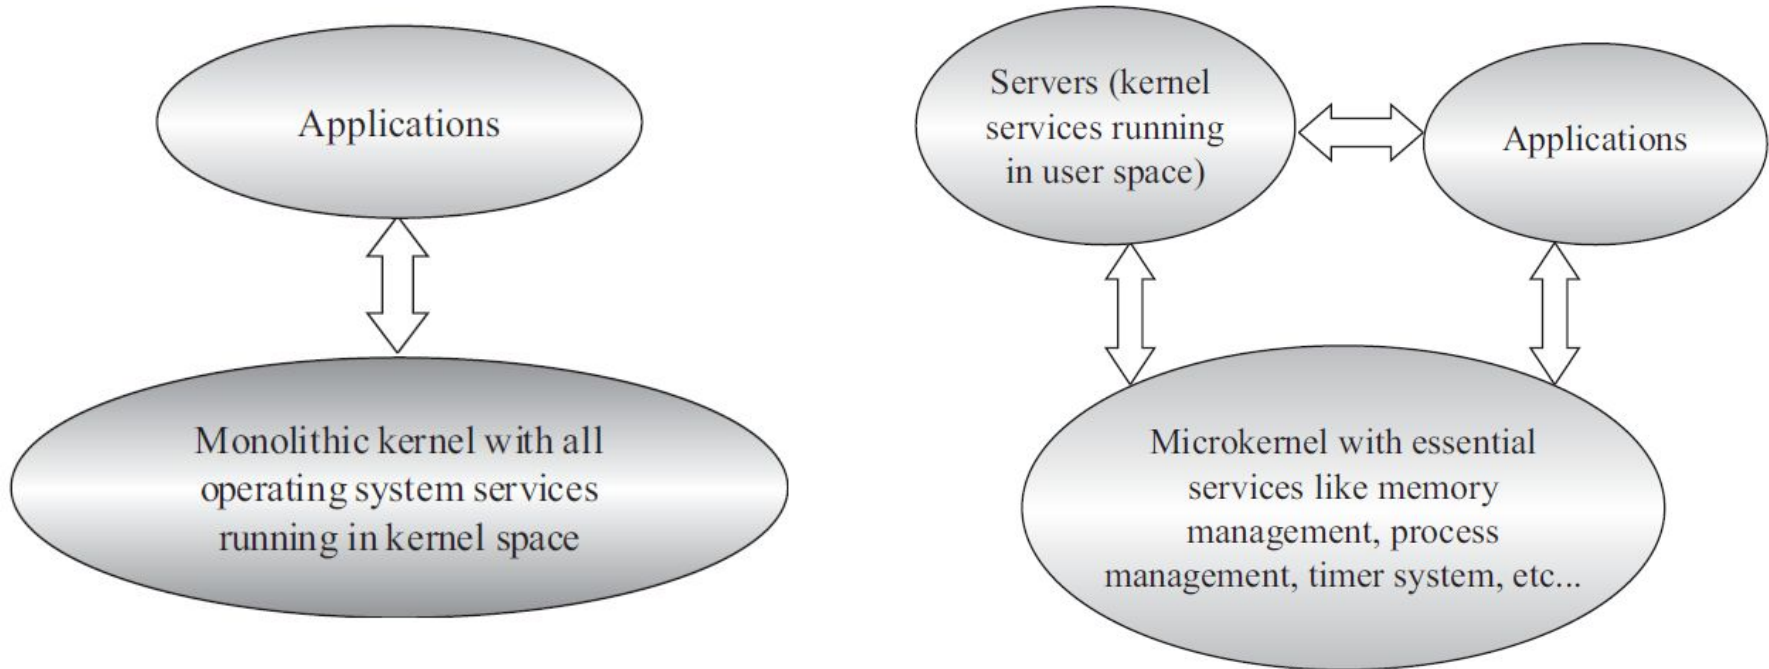 Applications
Monolithic kernel with all
operating system services
running in kernel space
Servers (kernel
services running
in user space)
Applications
Microkernel with essential
services like memory
management, process
management, timer system, etc...